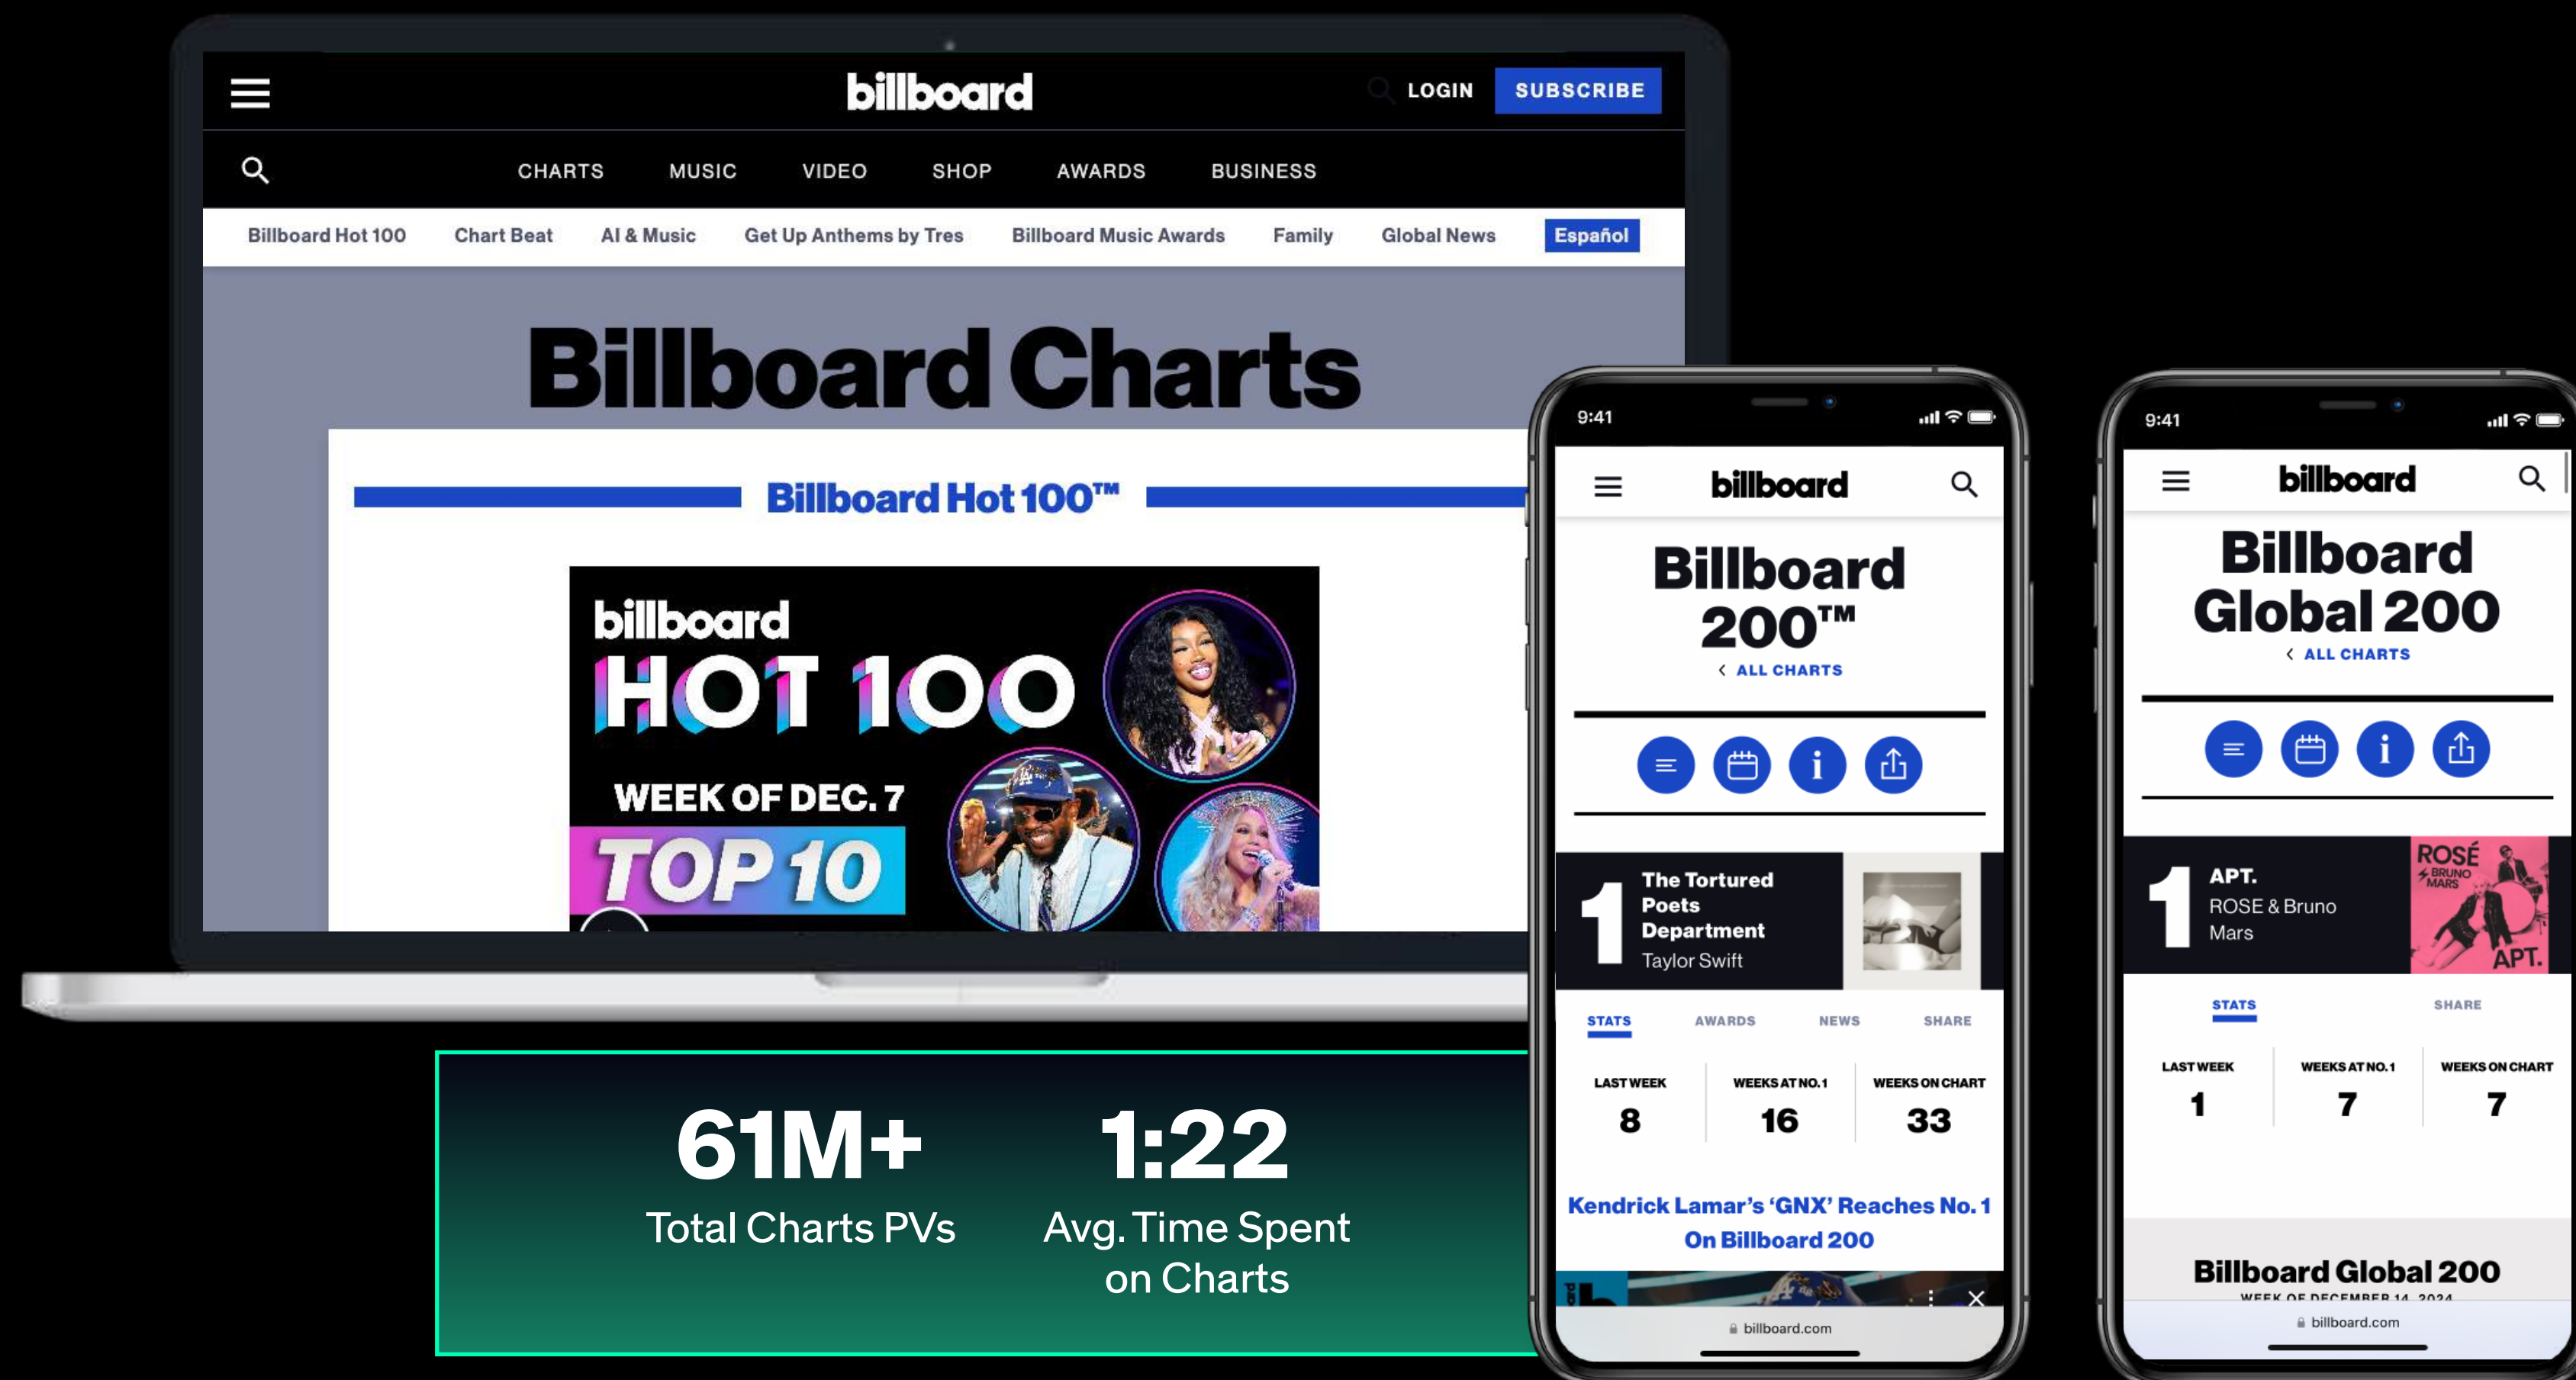 billboard
LOGIN
SUBSCRIBE
CHARTS MUSIC VIDEO SHOP AWARDS BUSINESS
Billboard Hot 100 Chart Beat AI & Music Get Up Anthems by Tres Billboard Music Awards Family Global News Español
Billboard Charts
Billboard Hot 100™
billboard
HOT 100
WEEK OF DEC. 7
TOP 10
61M+
Total Charts PVs
1:22
Avg. Time Spent
on Charts
9:41
billboard
Billboard
200™
< ALL CHARTS
1
The Tortured
Poets
Department
Taylor Swift
STATS AWARDS NEWS SHARE
LAST WEEK WEEKS AT NO. 1 WEEKS ON CHART
8 16 33
Kendrick Lamar's ‘GNX’ Reaches No. 1
On Billboard 200
billboard.com
9:41
billboard
Billboard
Global 200
< ALL CHARTS
1
APT.
ROSE & Bruno
Mars
ROSÉ
BRUNO
MARS
APT.
STATS SHARE
LAST WEEK WEEKS AT NO. 1 WEEKS ON CHART
1 7 7
Billboard Global 200
WEEK OF DECEMBER 14, 2024
billboard.com